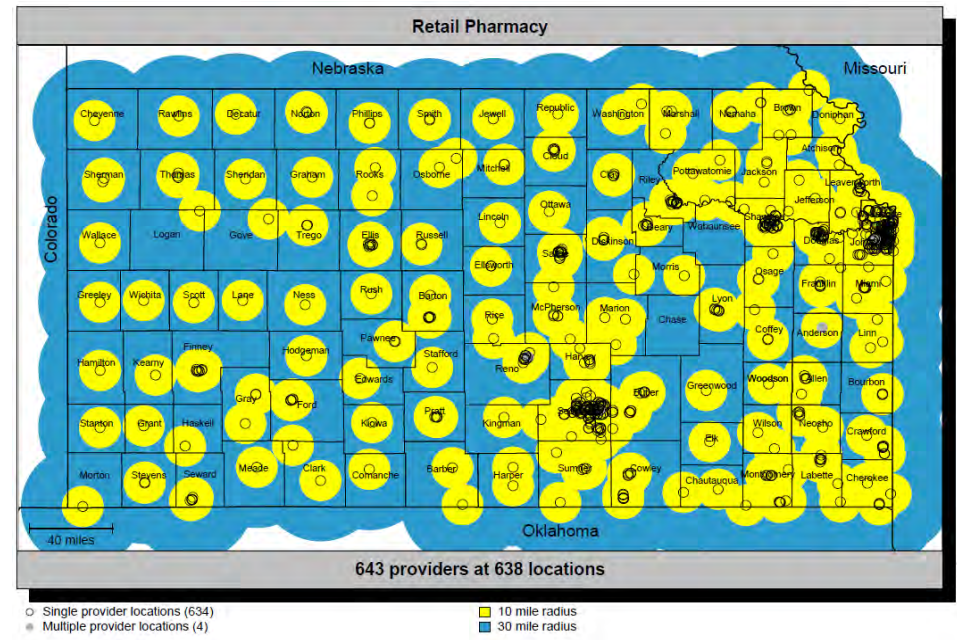 Retail Pharmacy
Nebraska
Missouri
Colorado
Oklahoma
Cheyenne Rawlins Decatur Norton Phillips Smith Jewell Republic Washington Marshall Nemaha Brown Doniphan
Cloud Atchison
Sherman Thomas Sheridan Graham Rooks Osborne Mitchell Clay Riley Pottawatomie Jackson
Jefferson Leavenworth
Ottawa
Lincoln
Wallace Logan Gove Trego Ellis Russell Dickinson Geary Wabaunsee Douglas
Ellsworth Morris Osage
Greeley Wichita Scott Lane Ness Rush Barton Franklin Miami
Rice McPherson Marion Lyon Chase
Pawnee Coffey Anderson Linn
Hamilton Kearny Finney Hodgeman Stafford Reno
Edwards Greenwood Woodson Allen Bourbon
Gray Ford Butler
Stanton Grant Haskell Kiowa Pratt Kingman Wilson Neosho Crawford
Elk
Morton Stevens Seward Meade Clark Comanche Barber Harper Sumner Cowley Chautauqua Montgomery Labette Cherokee
40 miles
643 providers at 638 locations
Single provider locations (634)
Multiple provider locations (4)
10 mile radius
30 mile radius